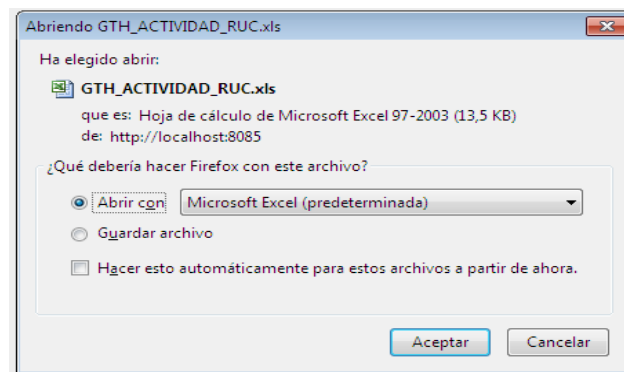 Abriendo GTH_ACTIVIDAD_RUC.xls
Ha elegido abrir:
GTH_ACTIVIDAD_RUC.xls
que es: Hoja de cálculo de Microsoft Excel 97-2003 (13,5 KB)
de: http://localhost:8085
¿Qué debería hacer Firefox con este archivo?
Abrir con Microsoft Excel (predeterminada)
Guardar archivo
Hacer esto automáticamente para estos archivos a partir de ahora.
Aceptar Cancelar